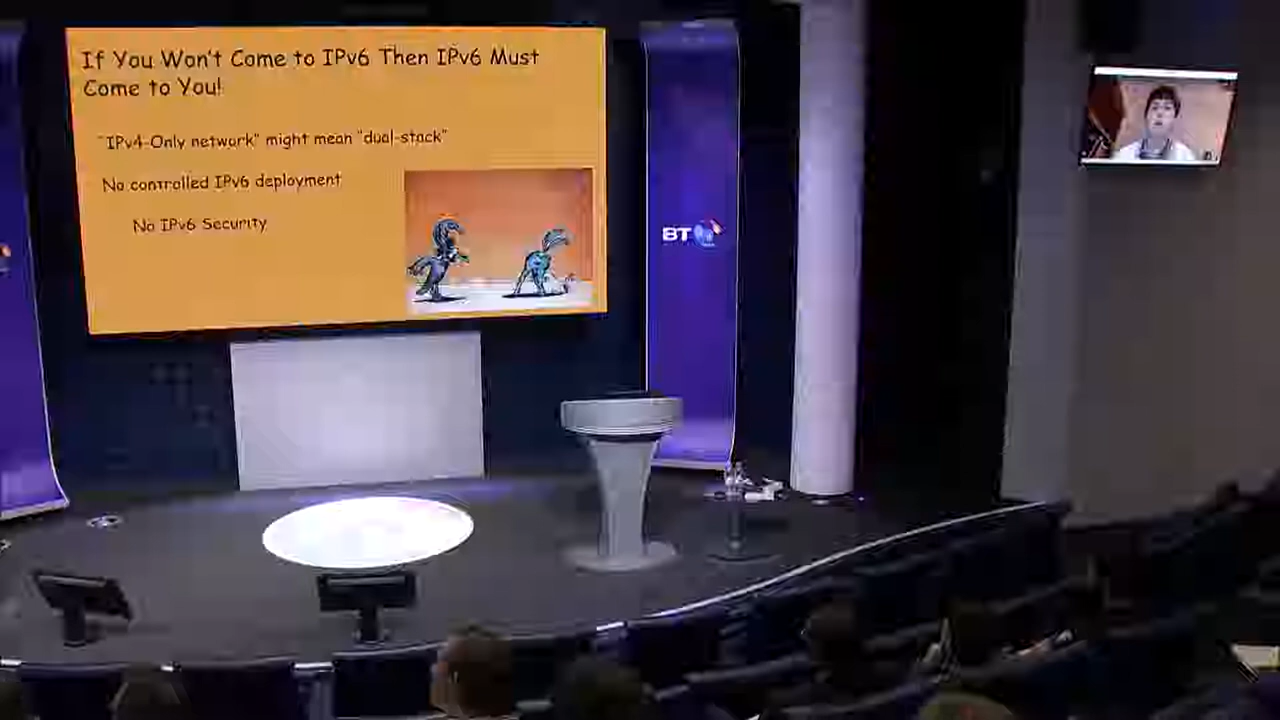 If You Won't Come to IPv6 Then IPv6 Must
Come to You!
"IPv4-Only network" might mean "dual-stack"
No controlled IPv6 deployment
No IPv6 Security
BT